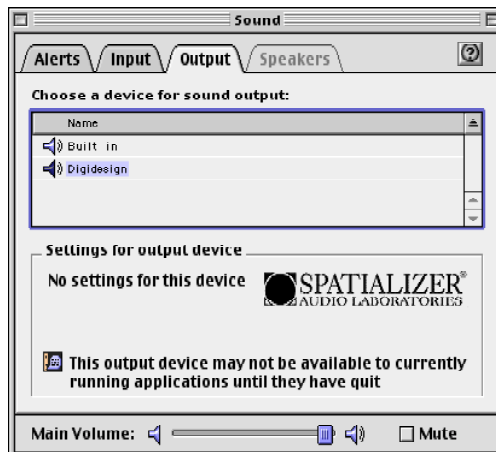 Sound
Alerts
Input
Output
Speakers
?
Choose a device for sound output:
Name
Built in
Digidesign
Settings for output device
No settings for this device
SPATIALIZER®
AUDIO LABORATORIES
This output device may not be available to currently
running applications until they have quit
Main Volume:
Mute